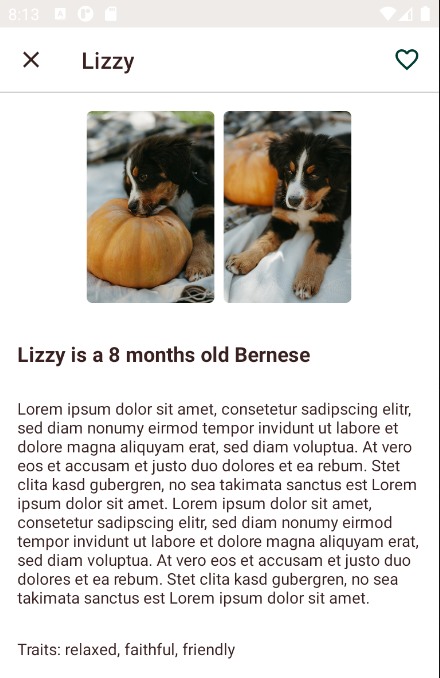 8:13
Lizzy
Lizzy is a 8 months old Bernese
Lorem ipsum dolor sit amet, consetetur sadipscing elitr,
sed diam nonumy eirmod tempor invidunt ut labore et
dolore magna aliquyam erat, sed diam voluptua. At vero
eos et accusam et justo duo dolores et ea rebum. Stet
clita kasd gubergren, no sea takimata sanctus est Lorem
ipsum dolor sit amet. Lorem ipsum dolor sit amet,
consetetur sadipscing elitr, sed diam nonumy eirmod
tempor invidunt ut labore et dolore magna aliquyam erat,
sed diam voluptua. At vero eos et accusam et justo duo
dolores et ea rebum. Stet clita kasd gubergren, no sea
takimata sanctus est Lorem ipsum dolor sit amet.
Traits: relaxed, faithful, friendly